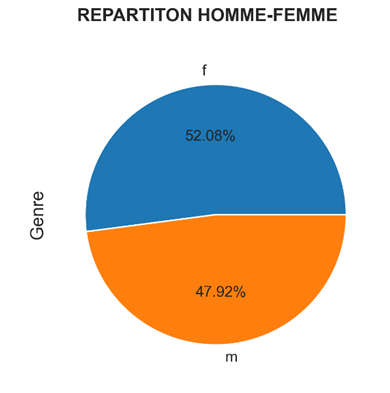 REPARTITON HOMME-FEMME
f
52.08%
Genre
47.92%
m